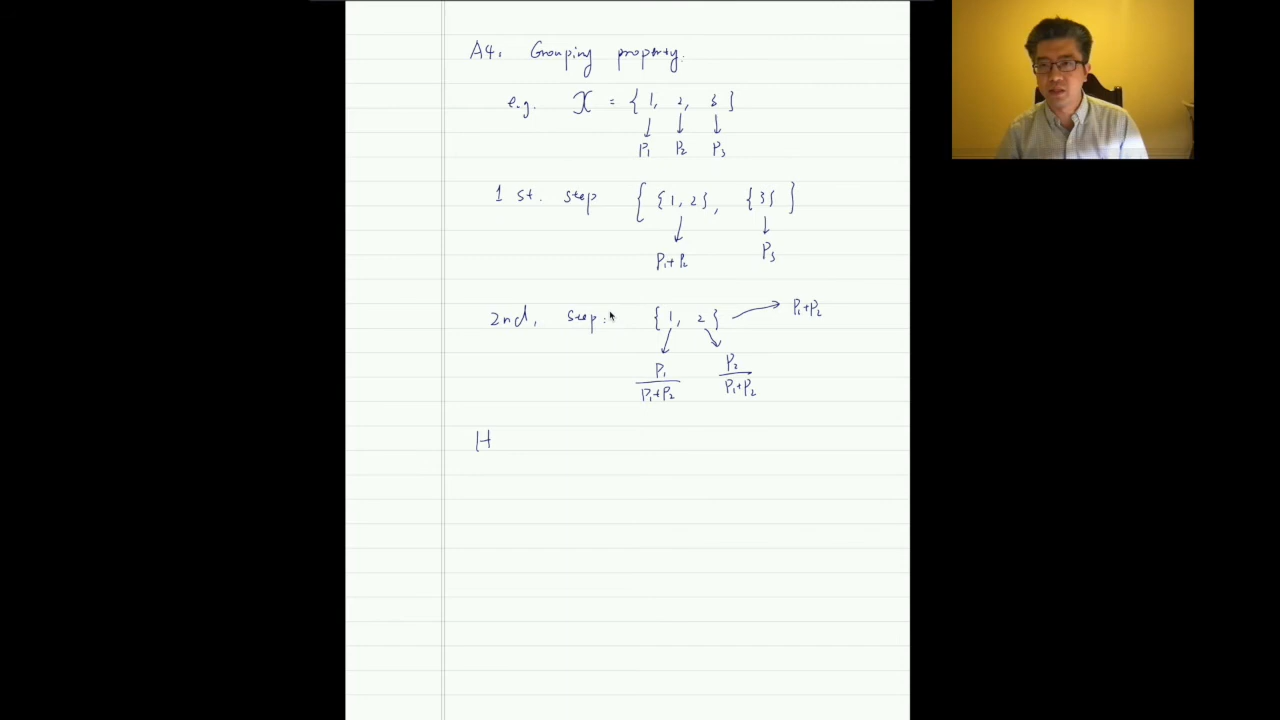 A4. Grouping property.
e.g. X = { 1, 2, 3 }
P1 P2 P3
1 st. step { {1, 2}, {3} }
P1+P2 P3
2nd. step: { 1, 2 } P1+P2
P1 P2
P1+P2 P1+P2
H